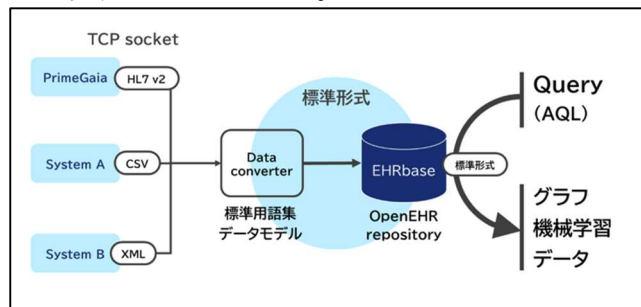 TCP socket
PrimeGaia
HL7 v2
System A
CSV
System B
XML
Data
converter
標準用語集
データモデル
標準形式
EHRbase
OpenEHR
repository
標準形式
Query
(AQL)
グラフ
機械学習
データ